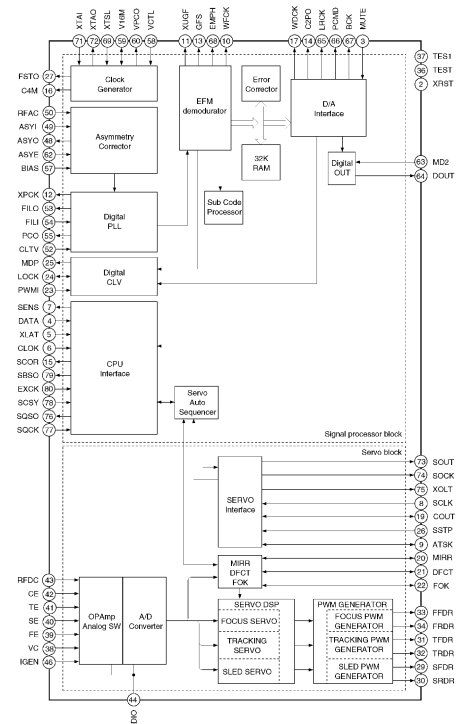 XTAI XTAO XTSL V16M VPCO VCTL XUGF GFS EMPH WFCK WDCK C2PO LRCK PCMD BCK MUTE
71 72 69 59 60 58 11 13 68 10 17 14 65 66 67 3
37 TES1
36 TEST
2 XRST
FSTO 27
C4M 16
Clock
Generator
EFM
demodurator
Error
Corrector
D/A
Interface
RFAC 50
ASYI 49
ASYO 48
ASYE 62
BIAS 57
Asymmetry
Corrector
32K
RAM
Digital
OUT
63 MD2
64 DOUT
Sub Code
Processor
XPCK 12
FILO 53
FILI 54
PCO 55
CLTV 52
Digital
PLL
MDP 25
LOCK 24
PWMI 23
Digital
CLV
SENS 7
DATA 4
XLAT 5
CLOK 6
SCOR 15
SBSO 79
EXCK 80
SCSY 78
SQSO 76
SQCK 77
CPU
Interface
Servo
Auto
Sequencer
Signal processor block
Servo block
SERVO
Interface
73 SOUT
74 SOCK
75 XOLT
8 SCLK
19 COUT
26 SSTP
9 ATSK
20 MIRR
21 DFCT
22 FOK
MIRR
DFCT
FOK
RFDC 43
CE 42
TE 41
SE 40
FE 39
VC 38
IGEN 46
OPAmp
Analog SW
A/D
Converter
SERVO DSP
FOCUS SERVO
TRACKING
SERVO
SLED SERVO
PWM GENERATOR
FOCUS PWM
GENERATOR
TRACKING PWM
GENERATOR
SLED PWM
GENERATOR
33 FFDR
34 FRDR
31 TFDR
32 TRDR
29 SFDR
30 SRDR
44
DIO